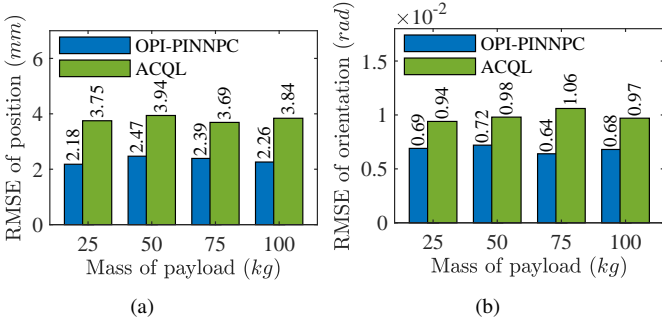 OPI-PINNPC
ACQL
RMSE of position (mm)
6
4
2
0
2.18
3.75
2.47
3.94
2.39
3.69
2.26
3.84
25 50 75 100
Mass of payload (kg)
(a)
×10⁻²
OPI-PINNPC
ACQL
RMSE of orientation (rad)
1.5
1
0.5
0
0.69
0.94
0.72
0.98
0.64
1.06
0.68
0.97
25 50 75 100
Mass of payload (kg)
(b)